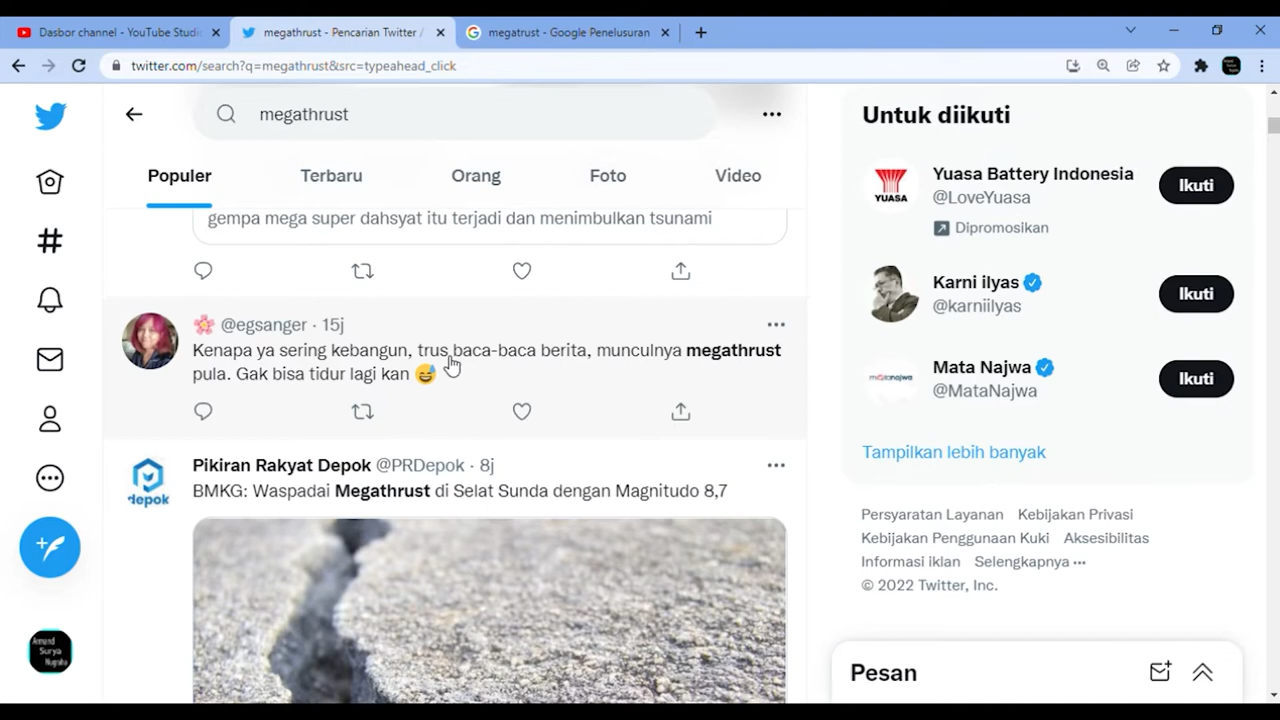 Dasbor channel - YouTube Studio
megathrust - Pencarian Twitter /
megatrust - Google Penelusuran
twitter.com/search?q=megathrust&src=typeahead_click
megathrust
Populer
Terbaru
Orang
Foto
Video
gempa mega super dahsyat itu terjadi dan menimbulkan tsunami
🌸 @egsanger · 15j
Kenapa ya sering kebangun, trus baca-baca berita, munculnya megathrust
pula. Gak bisa tidur lagi kan 😅
Pikiran Rakyat Depok @PRDepok · 8j
BMKG: Waspadai Megathrust di Selat Sunda dengan Magnitudo 8,7
depok
Untuk diikuti
YUASA
Yuasa Battery Indonesia
@LoveYuasa
Dipromosikan
Ikuti
Karni ilyas
@karniilyas
Ikuti
Mata Najwa
@MataNajwa
Ikuti
Tampilkan lebih banyak
Persyaratan Layanan Kebijakan Privasi
Kebijakan Penggunaan Kuki Aksesibilitas
Informasi iklan Selengkapnya ···
© 2022 Twitter, Inc.
Armand
Surya
Nugraha
Pesan